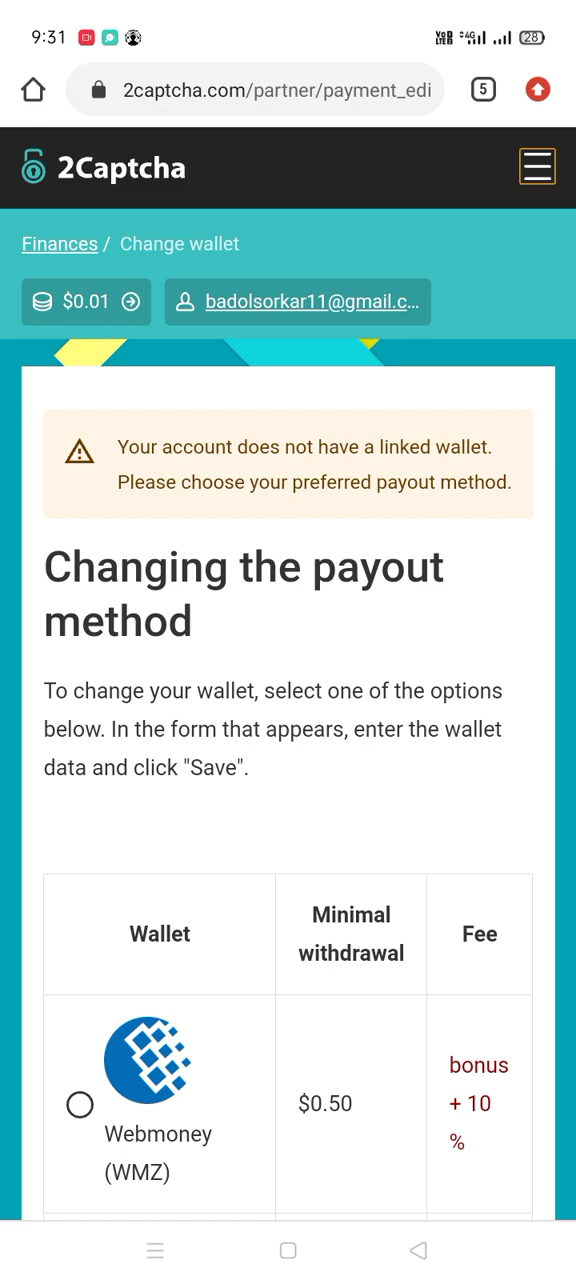 9:31
4G
28
2captcha.com/partner/payment_edi
5
2Captcha
Finances / Change wallet
$0.01
badolsorkar11@gmail.c...
Your account does not have a linked wallet.
Please choose your preferred payout method.
Changing the payout
method
To change your wallet, select one of the options
below. In the form that appears, enter the wallet
data and click "Save".
Wallet
Minimal
withdrawal
Fee
Webmoney
(WMZ)
$0.50
bonus
+ 10
%